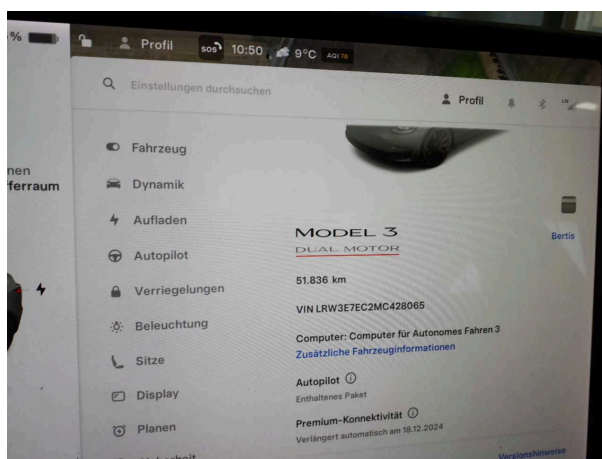 %
Profil
SOS
10:50
9°C
AQI 78
Einstellungen durchsuchen
Profil
LTE
nen
fferraum
Fahrzeug
Dynamik
Aufladen
Autopilot
Verriegelungen
Beleuchtung
Sitze
Display
Planen
Sicherheit
MODEL 3
DUAL MOTOR
Bertis
51.836 km
VIN LRW3E7EC2MC428065
Computer: Computer für Autonomes Fahren 3
Zusätzliche Fahrzeuginformationen
Autopilot
Enthaltenes Paket
Premium-Konnektivität
Verlängert automatisch am 18.12.2024
Versionshinweise